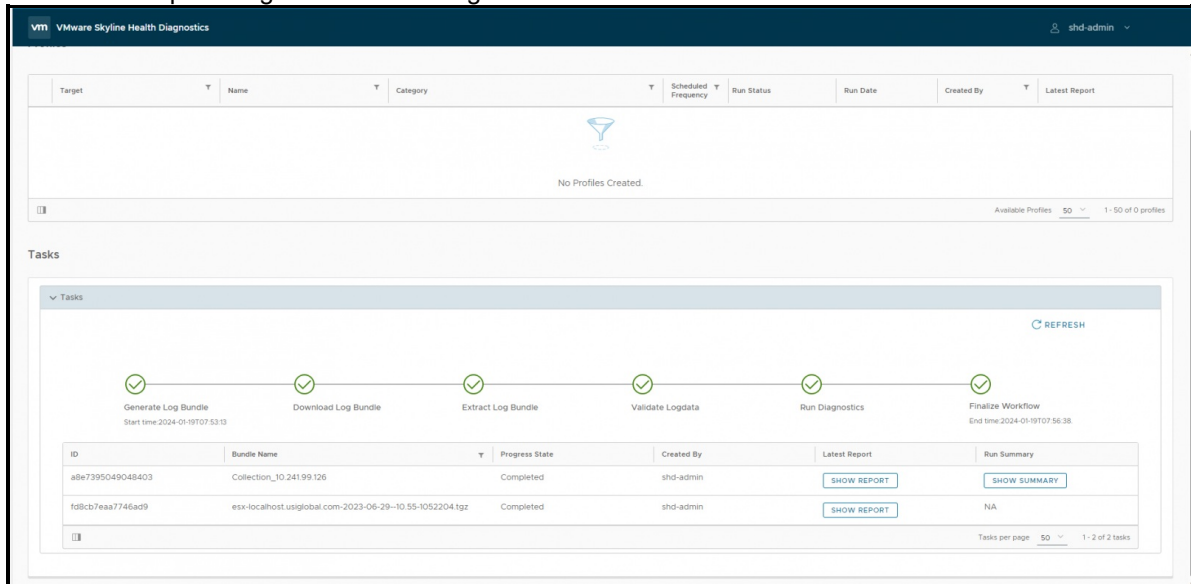 vm VMware Skyline Health Diagnostics shd-admin
Target Name Category Scheduled Frequency Run Status Run Date Created By Latest Report
No Profiles Created.
Available Profiles 50 1 - 50 of 0 profiles
Tasks
Tasks
REFRESH
Generate Log Bundle Download Log Bundle Extract Log Bundle Validate Logdata Run Diagnostics Finalize Workflow
Start time:2024-01-19T07:53:13 End time:2024-01-19T07:56:38.
ID Bundle Name Progress State Created By Latest Report Run Summary
a8e7395049048403 Collection_10.241.99.126 Completed shd-admin SHOW REPORT SHOW SUMMARY
fd8cb7eaa7746ad9 esx-localhost.usiglobal.com-2023-06-29--10.55-1052204.tgz Completed shd-admin SHOW REPORT NA
Tasks per page 50 1 - 2 of 2 tasks